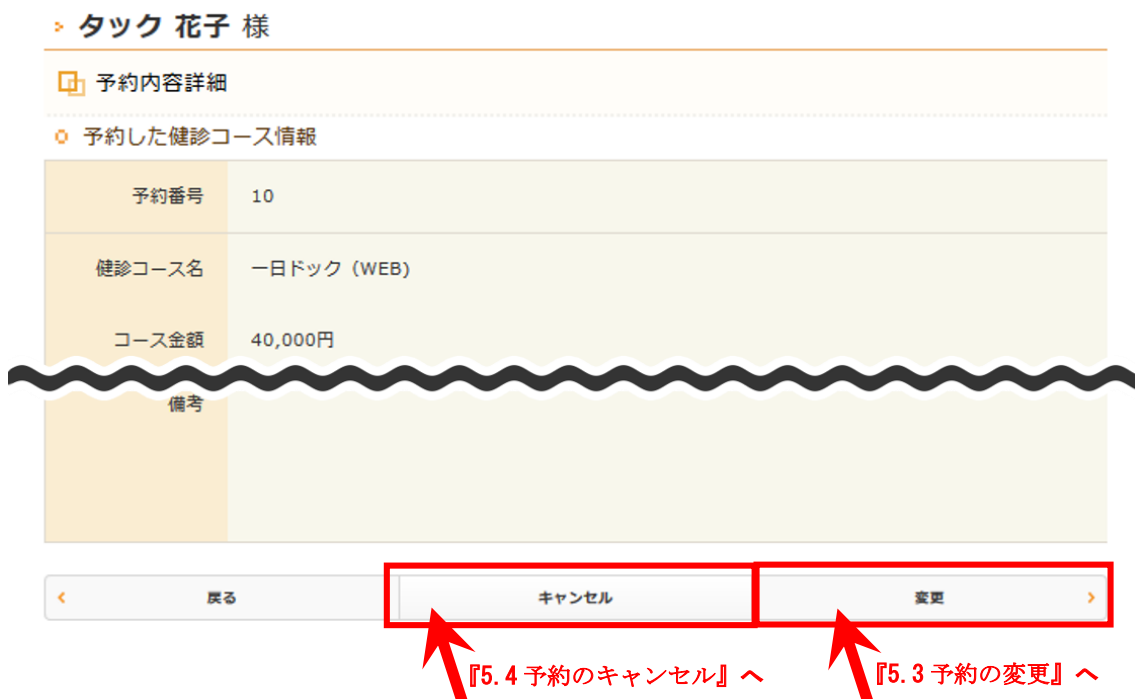 タック 花子 様
予約内容詳細
予約した健診コース情報
予約番号 10
健診コース名 一日ドック（WEB)
コース金額 40,000円
備考
戻る キャンセル 変更
『5.4 予約のキャンセル』へ 『5.3 予約の変更』へ